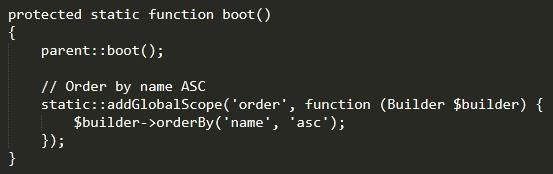 protected static function boot()
{
    parent::boot();

    // Order by name ASC
    static::addGlobalScope('order', function (Builder $builder) {
        $builder->orderBy('name', 'asc');
    });
}